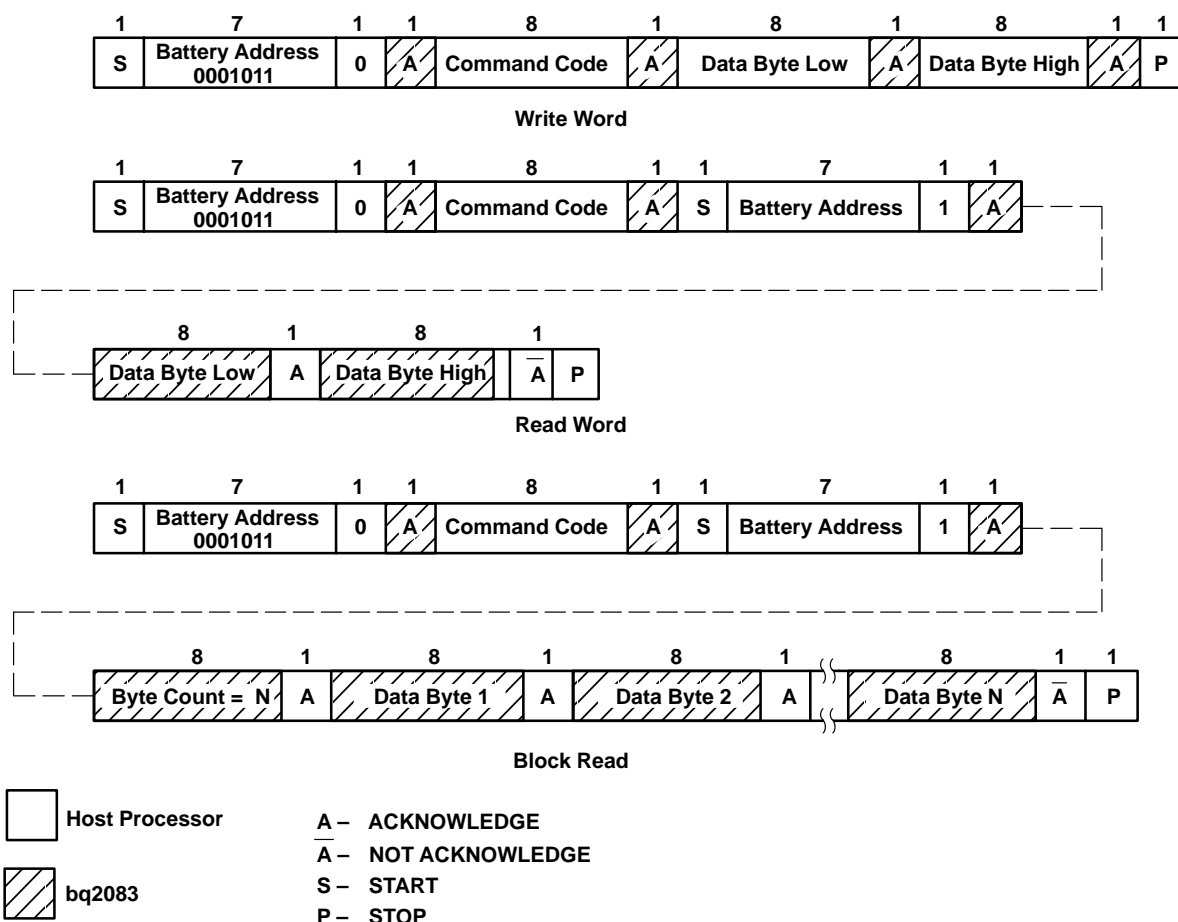 1 7 1 1 8 1 8 1 8 1 1
S Battery Address 0 A Command Code A Data Byte Low A Data Byte High A P
0001011
Write Word
1 7 1 1 8 1 1 7 1 1
S Battery Address 0 A Command Code A S Battery Address 1 A
0001011
8 1 8 1
Data Byte Low A Data Byte High A̅ P
Read Word
1 7 1 1 8 1 1 7 1 1
S Battery Address 0 A Command Code A S Battery Address 1 A
0001011
8 1 8 1 8 1 8 1 1
Byte Count = N A Data Byte 1 A Data Byte 2 A Data Byte N A̅ P
Block Read
Host Processor
bq2083
A – ACKNOWLEDGE
A̅ – NOT ACKNOWLEDGE
S – START
P – STOP